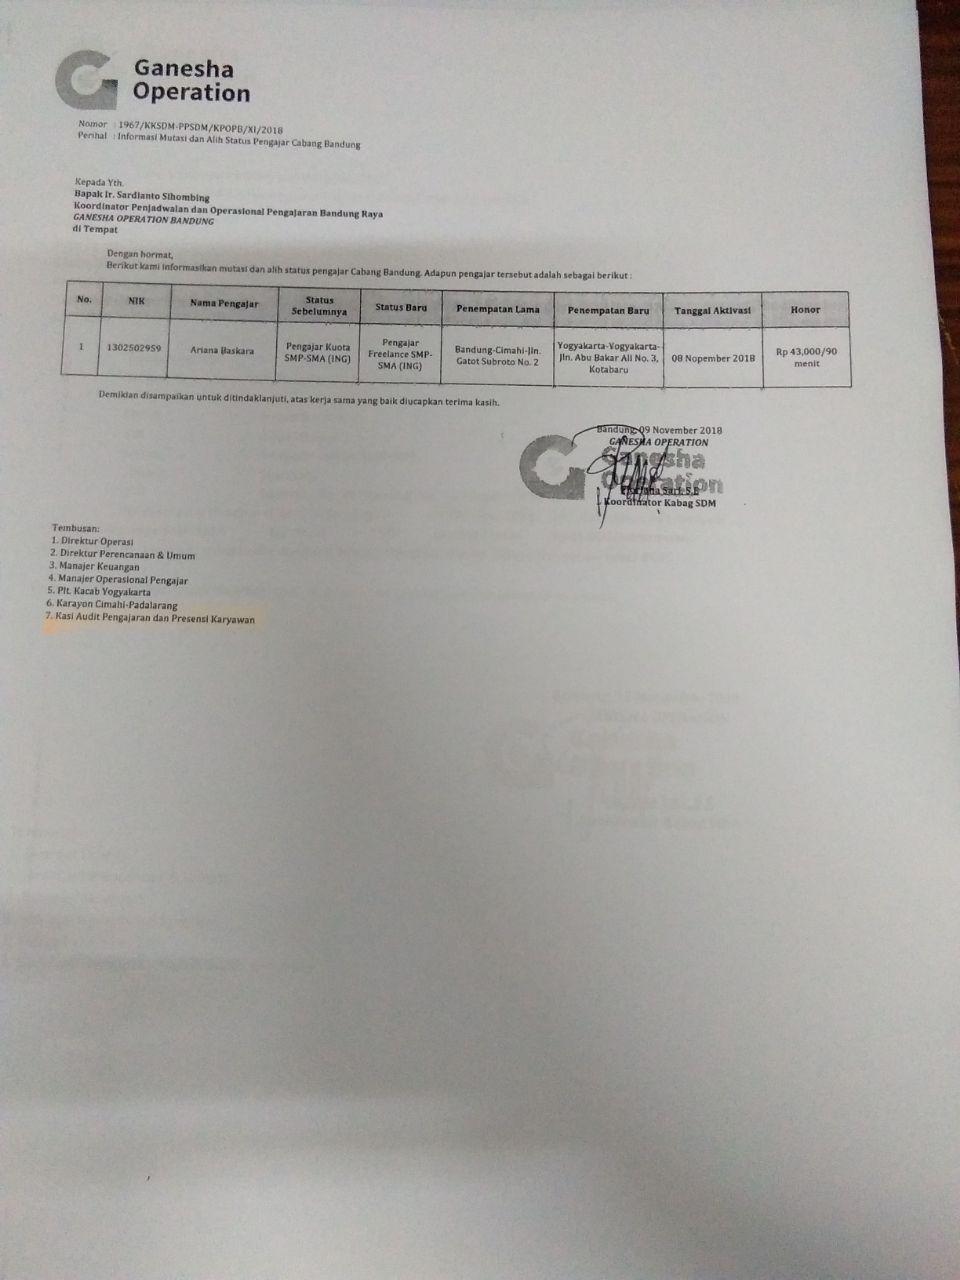 Ganesha
Operation
Nomor : 1967/KKSDM-PPSDM/KPOPB/XI/2018
Perihal : Informasi Mutasi dan Alih Status Pengajar Cabang Bandung
Kepada Yth.
Bapak Ir. Sardianto Sihombing
Koordinator Penjadwalan dan Operasional Pengajaran Bandung Raya
GANESHA OPERATION BANDUNG
di Tempat
Dengan hormat,
Berikut kami informasikan mutasi dan alih status pengajar Cabang Bandung. Adapun pengajar tersebut adalah sebagai berikut :
No. NIK Nama Pengajar Status Sebelumnya Status Baru Penempatan Lama Penempatan Baru Tanggal Aktivasi Honor
1 1302502959 Ariana Baskara Pengajar Kuota SMP-SMA (ING) Pengajar Freelance SMP-SMA (ING) Bandung-Cimahi-Jln. Gatot Subroto No. 2 Yogyakarta-Yogyakarta-Jln. Abu Bakar Ali No. 3, Kotabaru 08 Nopember 2018 Rp 43,000/90 menit
Demikian disampaikan untuk ditindaklanjuti, atas kerja sama yang baik diucapkan terima kasih.
Bandung, 09 November 2018
GANESHA OPERATION
Ganesha
Operation
Sari, S.E
Koordinator Kabag SDM
Tembusan:
1. Direktur Operasi
2. Direktur Perencanaan & Umum
3. Manajer Keuangan
4. Manajer Operasional Pengajar
5. Plt. Kacab Yogyakarta
6. Karayon Cimahi-Padalarang
7. Kasi Audit Pengajaran dan Presensi Karyawan